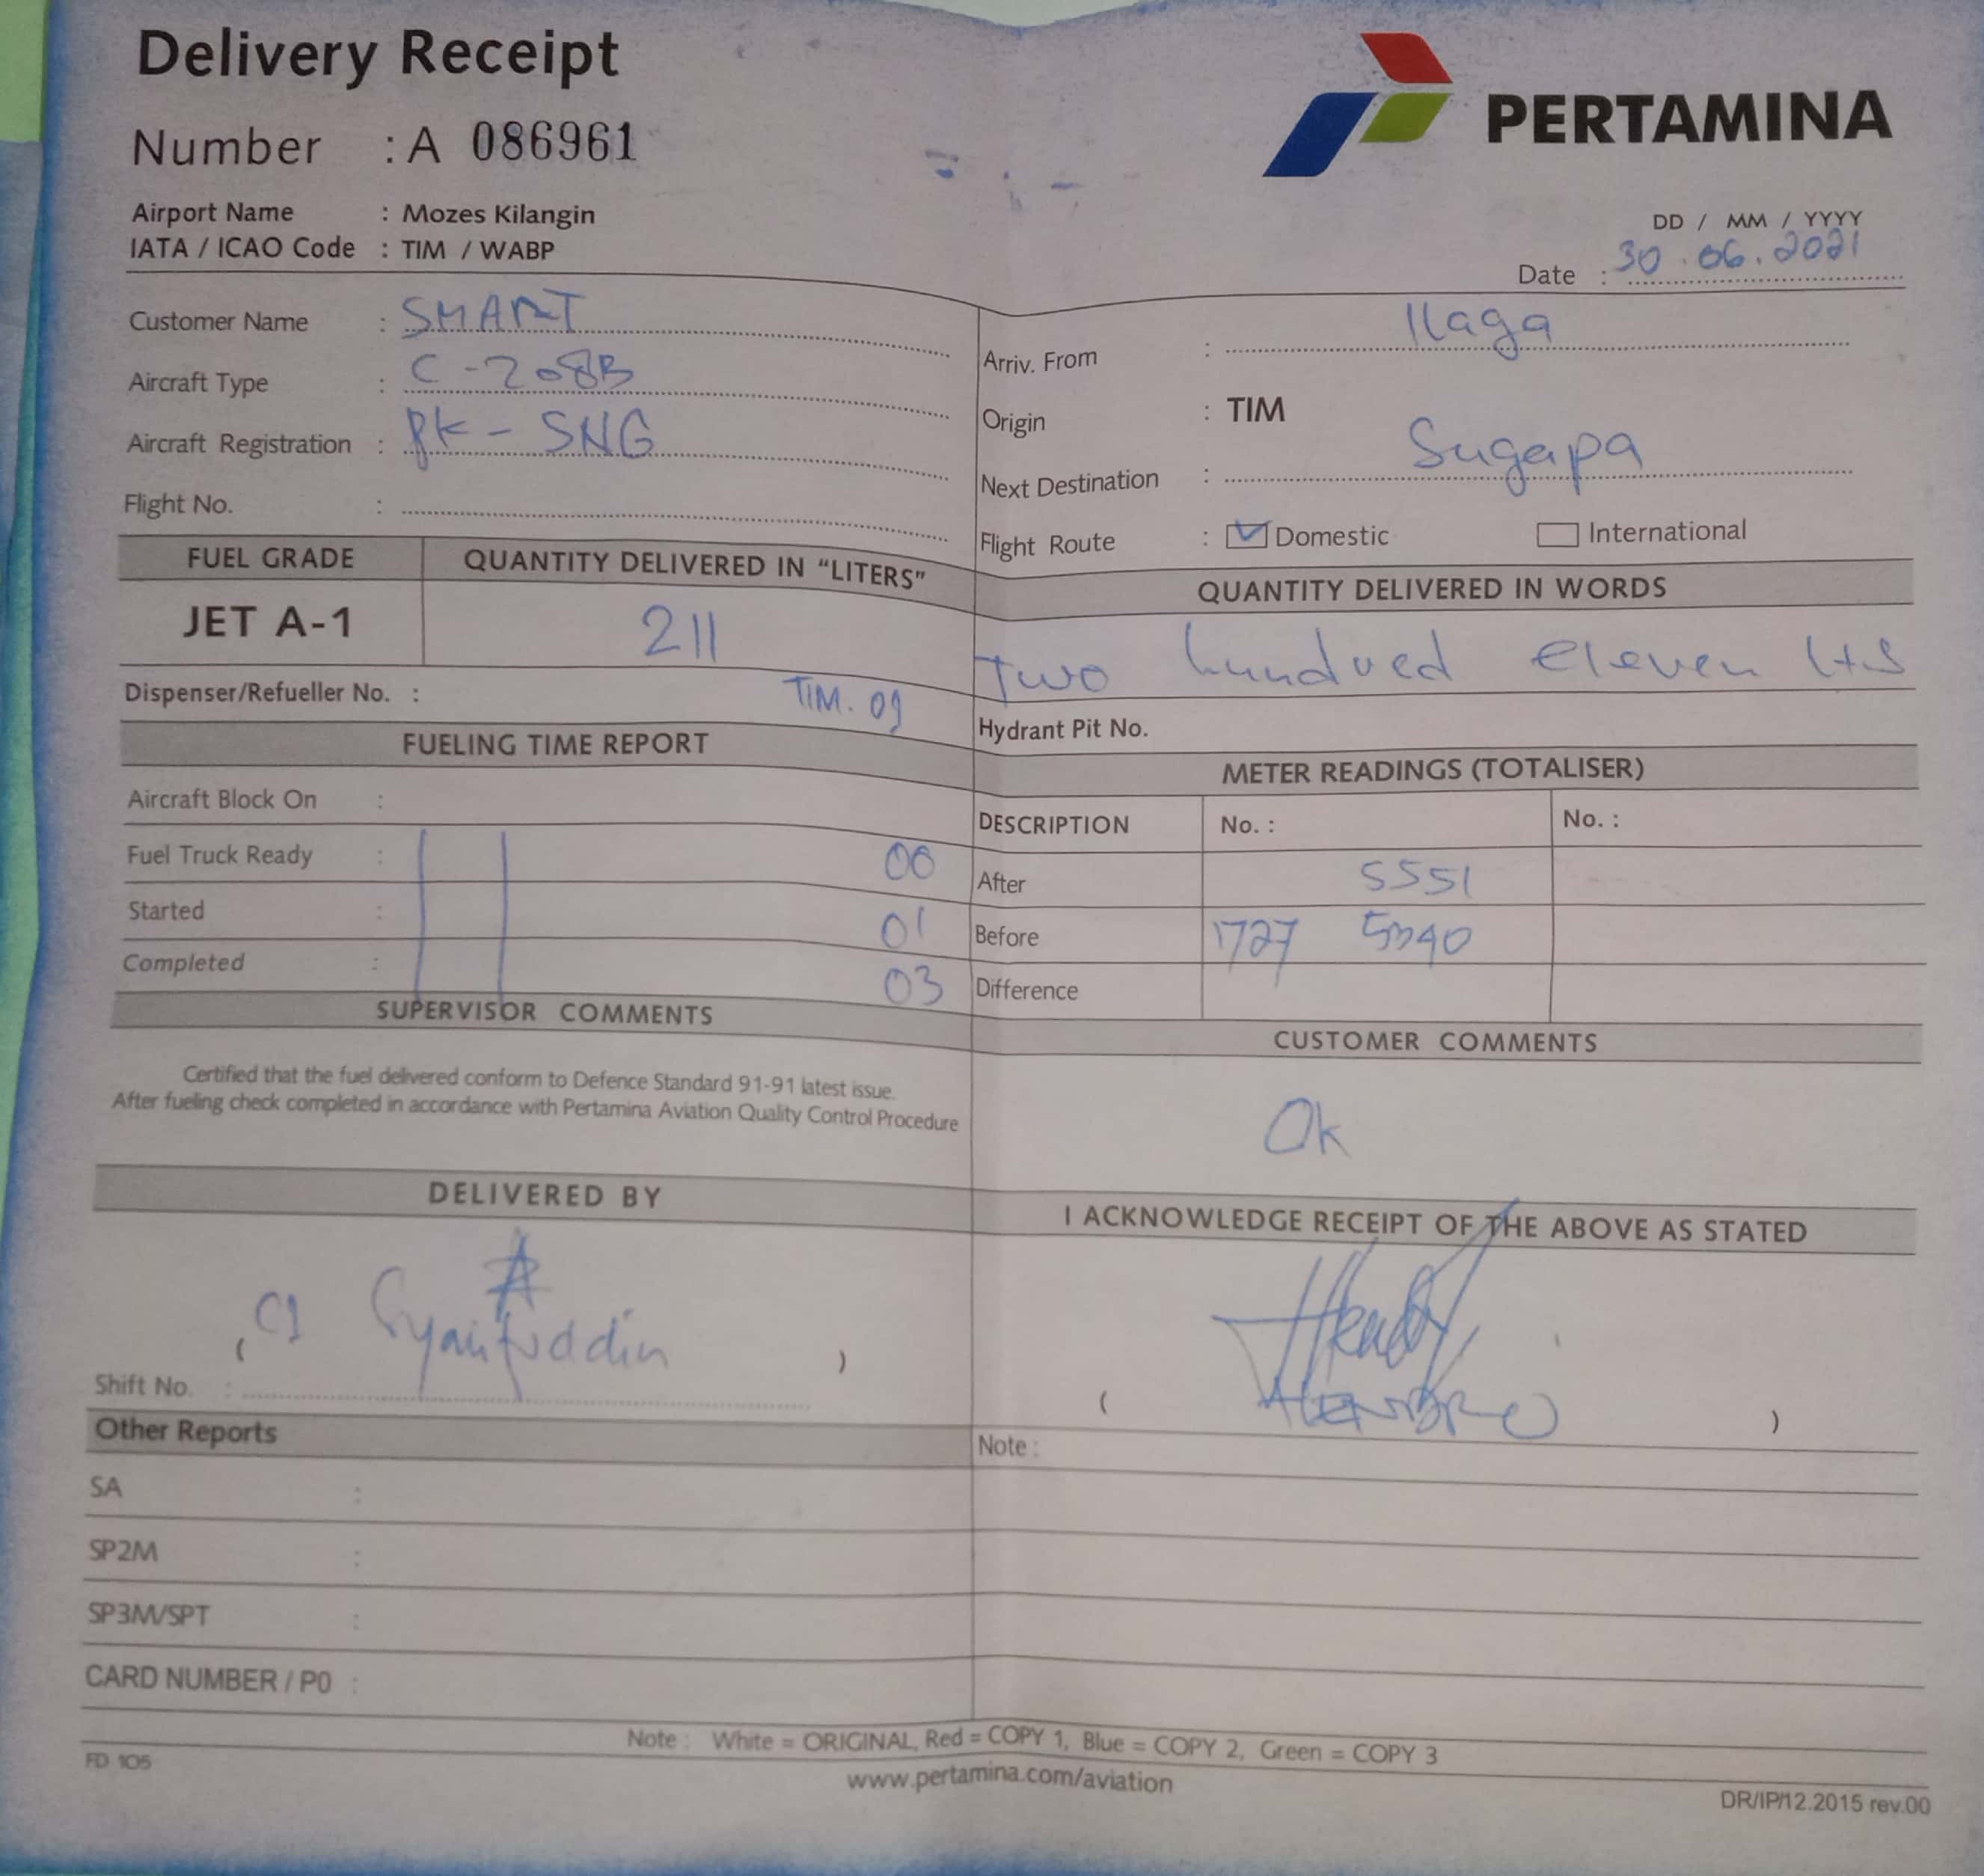 Delivery Receipt
PERTAMINA
Number : A 086961
Airport Name : Mozes Kilangin
IATA / ICAO Code : TIM / WABP
DD / MM / YYYY
Date : 30.06.2021
Customer Name : SMART
Aircraft Type : C-208B
Aircraft Registration : PK-SNG
Flight No. :
Arriv. From : Ilaga
Origin : TIM
Next Destination : Sugapa
Flight Route : Domestic International
FUEL GRADE QUANTITY DELIVERED IN "LITERS"
JET A-1 211
QUANTITY DELIVERED IN WORDS
Two hundred eleven Lts
Dispenser/Refueller No. : TIM. 09
Hydrant Pit No.
FUELING TIME REPORT
Aircraft Block On :
Fuel Truck Ready : 00
Started : 01
Completed : 03
METER READINGS (TOTALISER)
DESCRIPTION No. : No. :
After 5551
Before 1727 5340
Difference
SUPERVISOR COMMENTS
Certified that the fuel delivered conform to Defence Standard 91-91 latest issue.
After fueling check completed in accordance with Pertamina Aviation Quality Control Procedure
CUSTOMER COMMENTS
Ok
DELIVERED BY
( Syaifuddin )
Shift No. :
I ACKNOWLEDGE RECEIPT OF THE ABOVE AS STATED
( )
Other Reports
SA :
SP2M :
SP3M/SPT :
CARD NUMBER / P0 :
Note :
Note : White = ORIGINAL, Red = COPY 1, Blue = COPY 2, Green = COPY 3
FD 105
www.pertamina.com/aviation
DR/IP/12.2015 rev.00